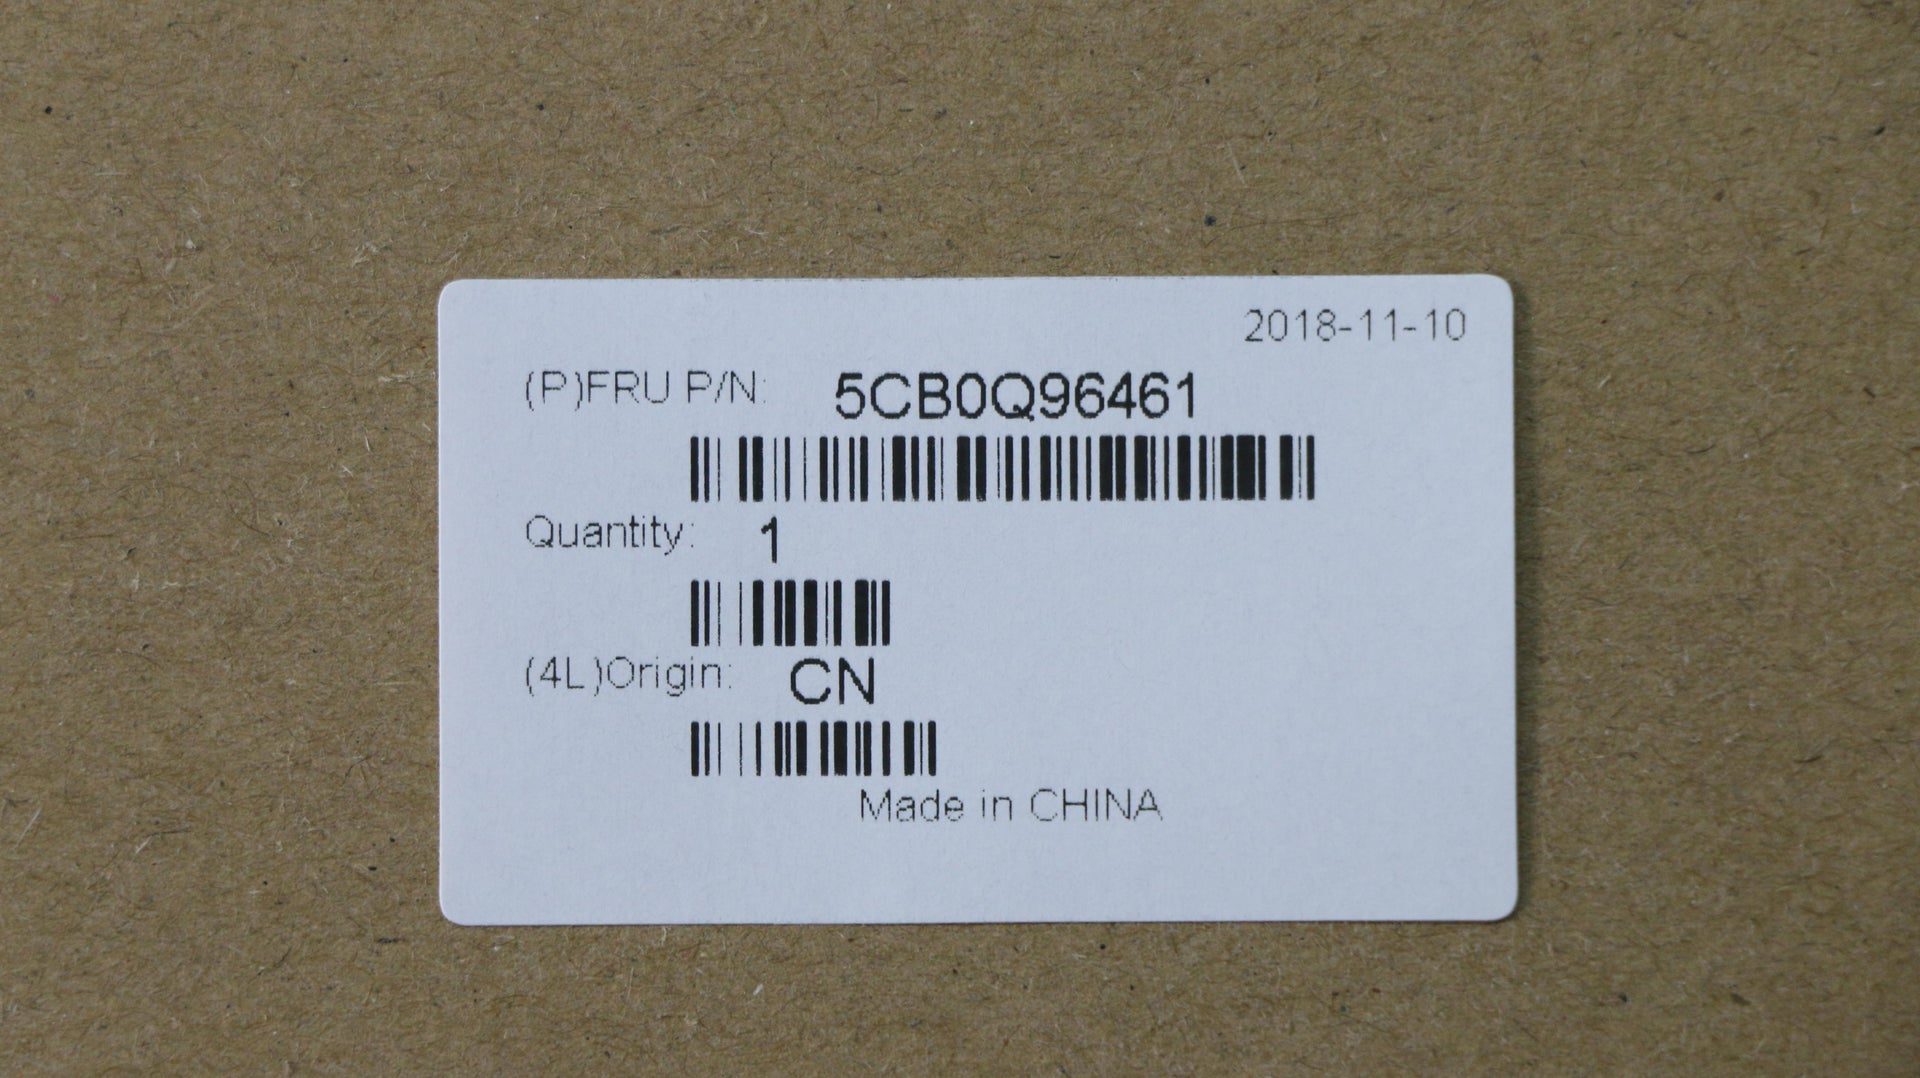 2018-11-10
(P)FRU P/N: 5CB0Q96461
Quantity: 1
(4L)Origin: CN
Made in CHINA